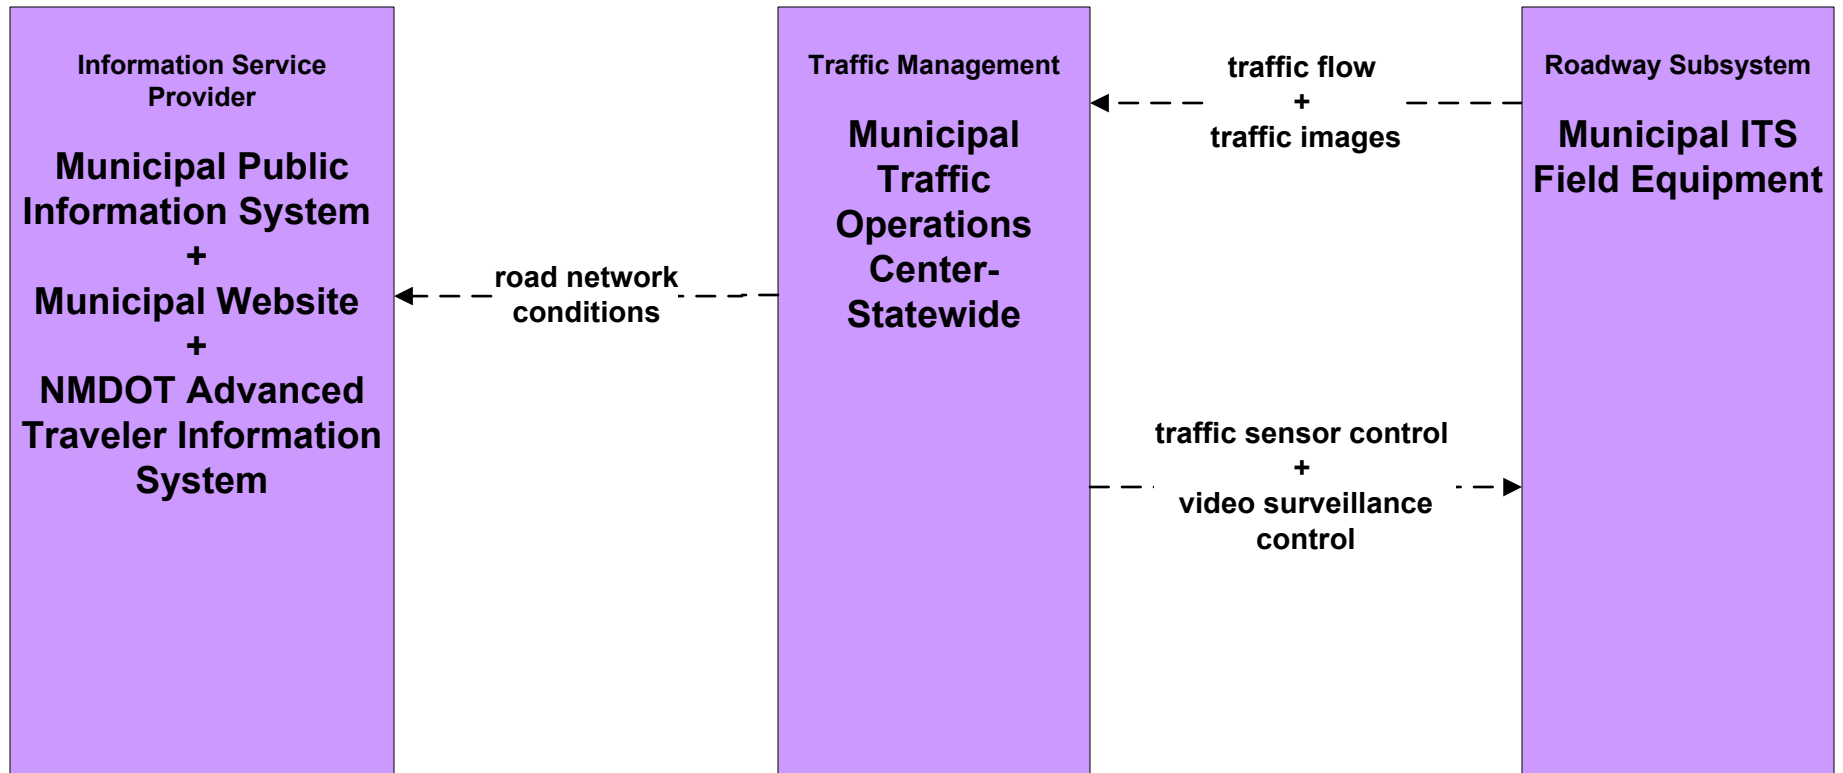 Information Service
Provider
Municipal Public
Information System
+
Municipal Website
+
NMDOT Advanced
Traveler Information
System
road network
conditions
Traffic Management
Municipal
Traffic
Operations
Center-
Statewide
traffic flow
+
traffic images
traffic sensor control
+
video surveillance
control
Roadway Subsystem
Municipal ITS
Field Equipment